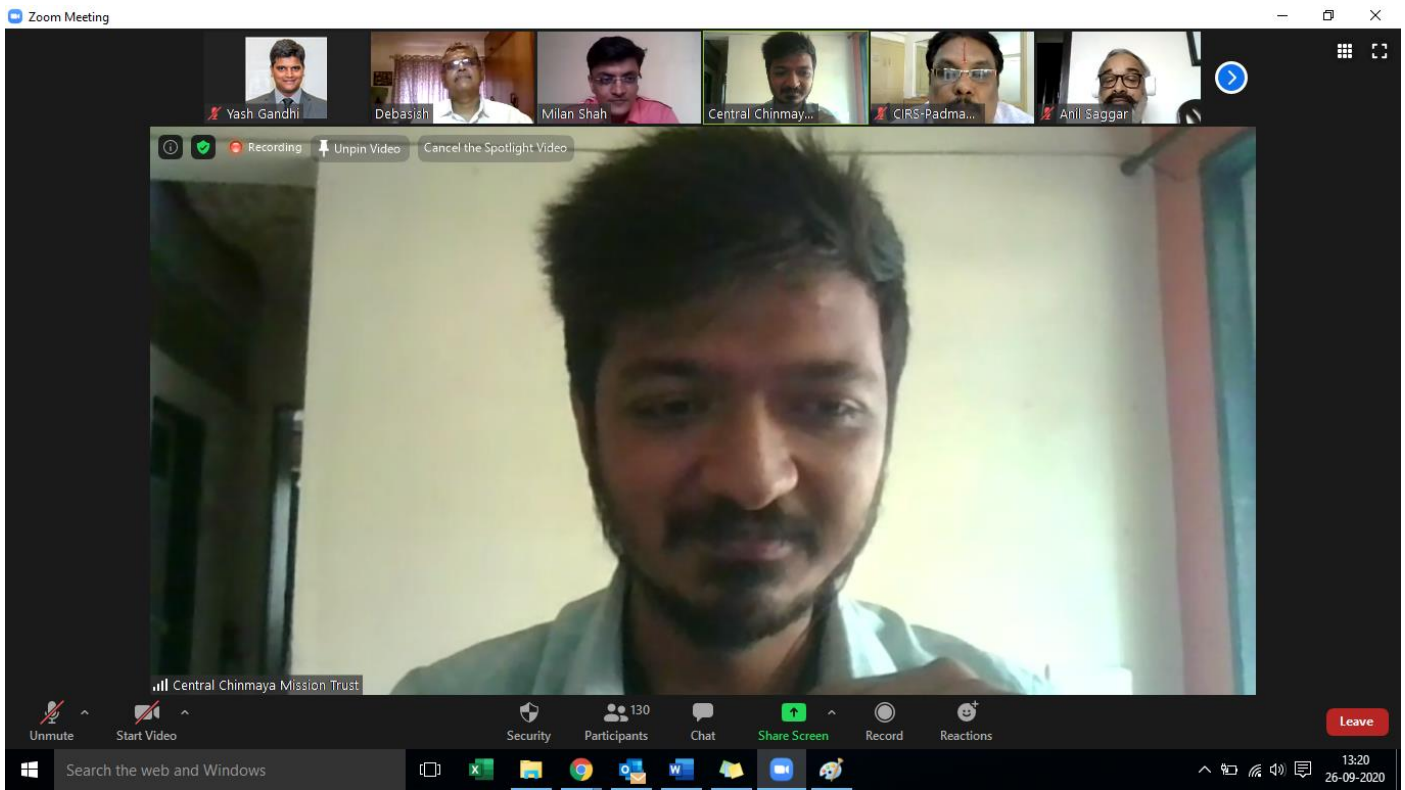 Zoom Meeting
Yash Gandhi
Debasish
Milan Shah
Central Chinmay...
CIRS-Padma...
Anil Saggar
Recording
Unpin Video
Cancel the Spotlight Video
Central Chinmaya Mission Trust
Unmute
Start Video
Security
130
Participants
Chat
Share Screen
Record
Reactions
Leave
Search the web and Windows
13:20
26-09-2020